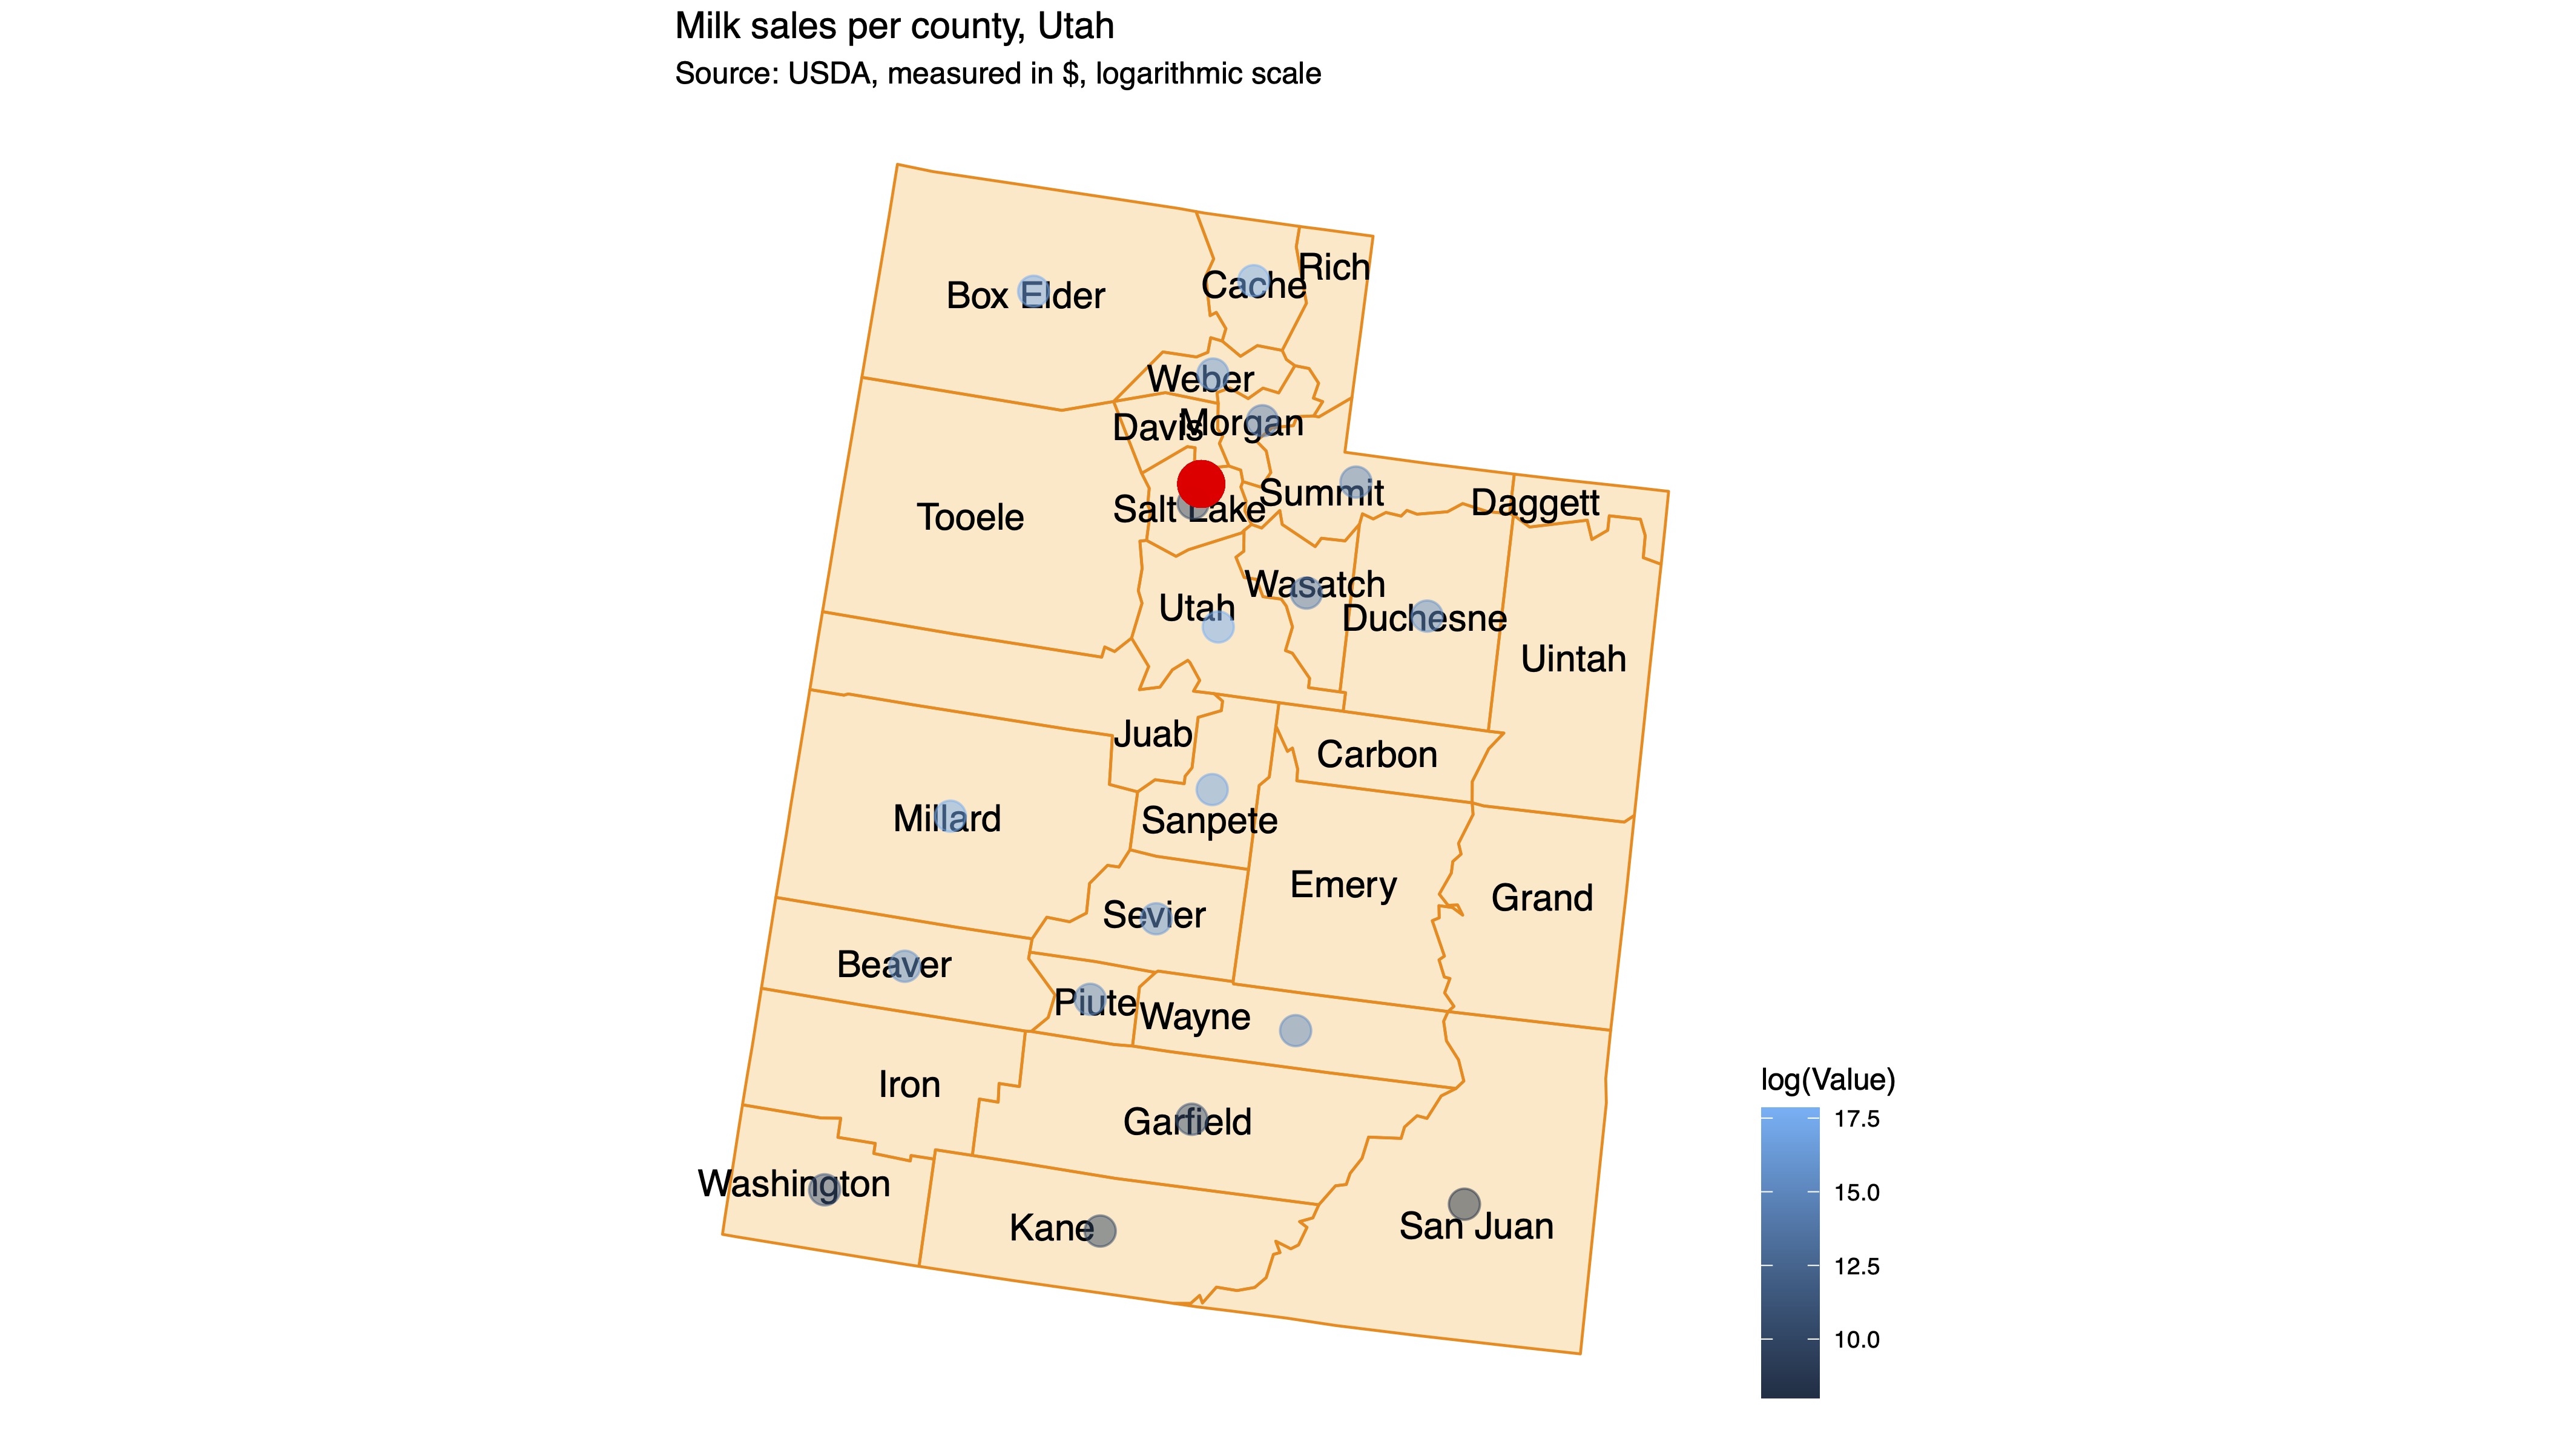 Milk sales per county, Utah
Source: USDA, measured in $, logarithmic scale
Rich
Cache
Box Elder
Weber
Morgan
Davis
Summit
Daggett
Salt Lake
Tooele
Wasatch
Utah
Duchesne
Uintah
Juab
Carbon
Millard
Sanpete
Emery
Grand
Sevier
Beaver
Piute
Wayne
Iron
Garfield
Washington
Kane
San Juan
log(Value)
17.5
15.0
12.5
10.0